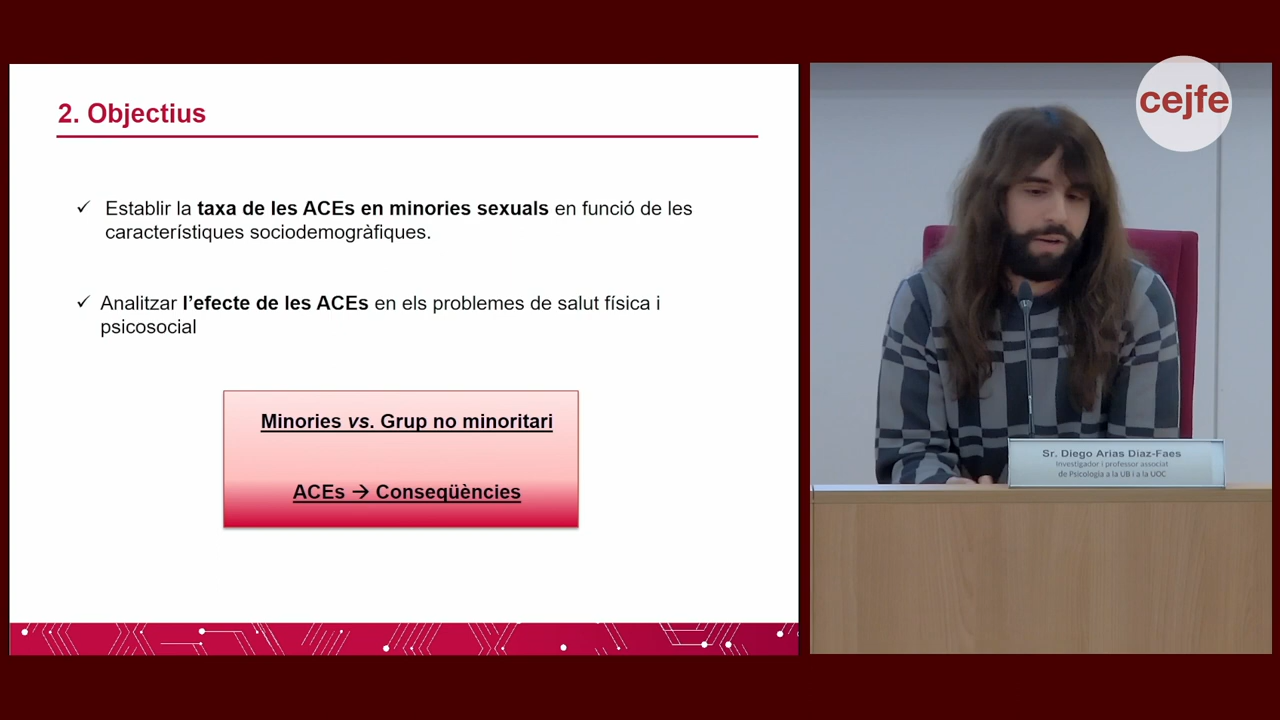 2. Objectius
✓ Establir la taxa de les ACEs en minories sexuals en funció de les
característiques sociodemogràfiques.
✓ Analitzar l’efecte de les ACEs en els problemes de salut física i
psicosocial
Minories vs. Grup no minoritari
ACEs → Conseqüències
cejfe
Sr. Diego Arias Diaz-Faes
Investigador i professor associat
de Psicologia a la UB i a la UOC